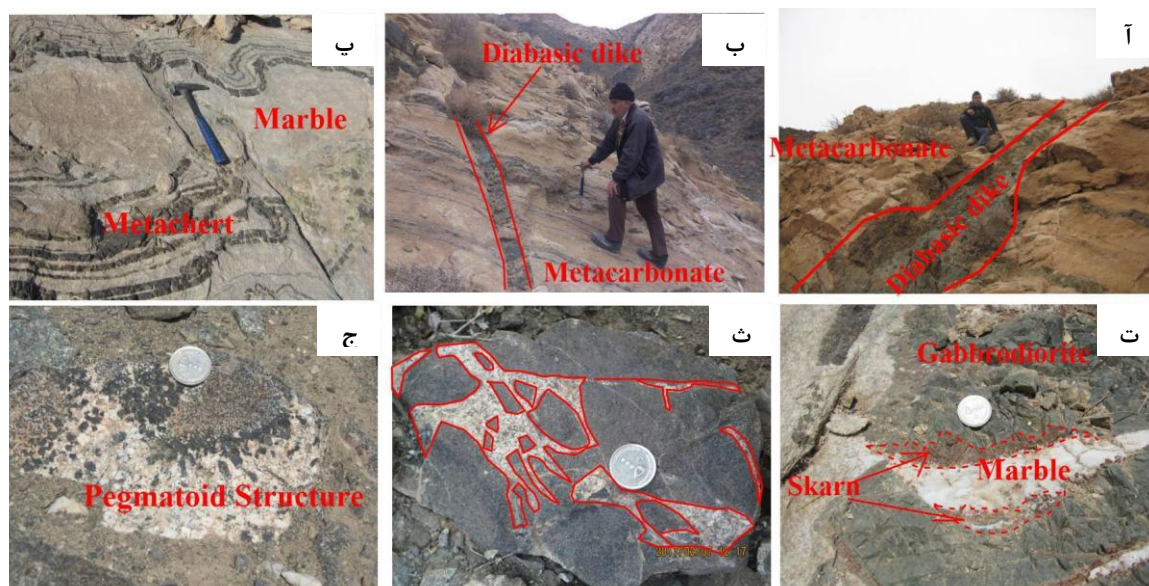 آ
Metacarbonate
Diabasic dike
ب
Diabasic dike
Metacarbonate
پ
Marble
Metachert
ت
Gabbrodiorite
Marble
Skarn
ث
ج
Pegmatoid Structure